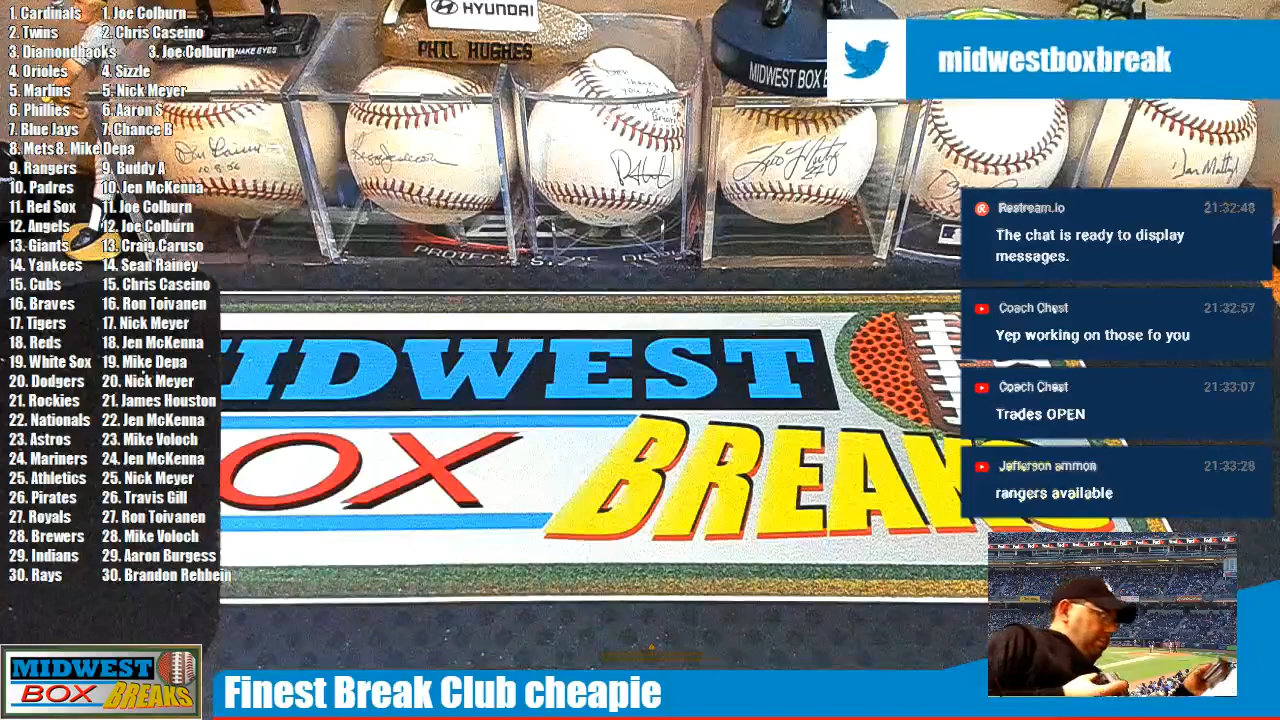 1. Cardinals 1. Joe Colburn
2. Twins 2. Chris Caseino
3. Diamondbacks 3. Joe Colburn
4. Orioles 4. Sizzle
5. Marlins 5. Nick Meyer
6. Phillies 6. Aaron S
7. Blue Jays 7. Chance B
8. Mets 8. Mike Depa
9. Rangers 9. Buddy A
10. Padres 10. Jen McKenna
11. Red Sox 11. Joe Colburn
12. Angels 12. Joe Colburn
13. Giants 13. Craig Caruso
14. Yankees 14. Sean Rainey
15. Cubs 15. Chris Caseino
16. Braves 16. Ron Toivanen
17. Tigers 17. Nick Meyer
18. Reds 18. Jen McKenna
19. White Sox 19. Mike Depa
20. Dodgers 20. Nick Meyer
21. Rockies 21. James Houston
22. Nationals 22. Jen McKenna
23. Astros 23. Mike Voloch
24. Mariners 24. Jen McKenna
25. Athletics 25. Nick Meyer
26. Pirates 26. Travis Gill
27. Royals 27. Ron Toivanen
28. Brewers 28. Mike Voloch
29. Indians 29. Aaron Burgess
30. Rays 30. Brandon Rehbein
HYUNDAI
PHIL HUGHES
MIDWEST BOX B
midwestboxbreak
Restream.io 21:32:48
The chat is ready to display
messages.
Coach Chest 21:32:57
Yep working on those fo you
Coach Chest 21:33:07
Trades OPEN
Jefferson ammon 21:33:28
rangers available
IDWEST
OX
BREAK
MIDWEST
BOX BREAKS
FedEx
Finest Break Club cheapie